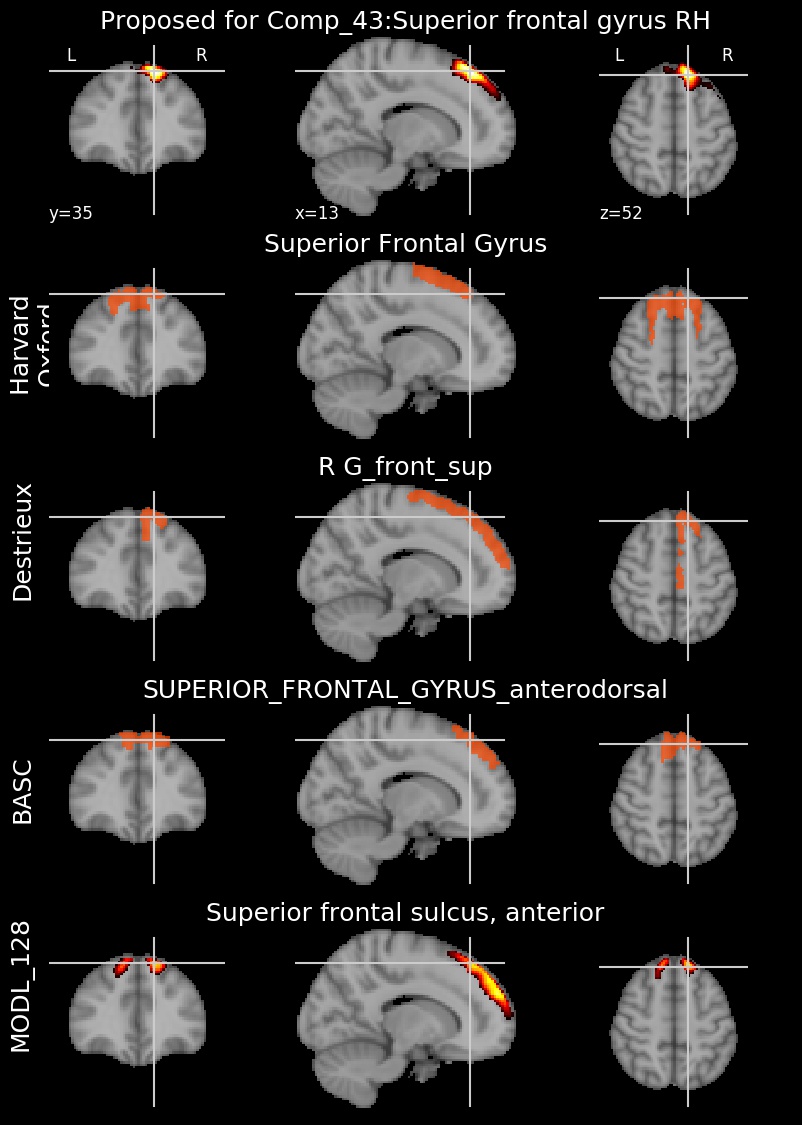 Proposed for Comp_43:Superior frontal gyrus RH
L R L R
y=35 x=13 z=52
Superior Frontal Gyrus
Harvard
Oxford
R G_front_sup
Destrieux
SUPERIOR_FRONTAL_GYRUS_anterodorsal
BASC
Superior frontal sulcus, anterior
MODL_128